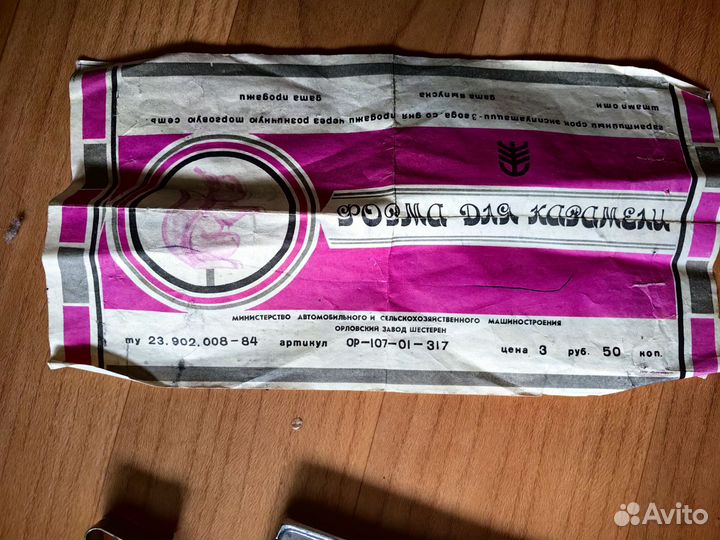 гарантийный срок эксплуатации - 3 года, со дня продажи через розничную торговую сеть
штамп отк дата выпуска дата продажи
ФОРМА ДЛЯ КАРАМЕЛИ
МИНИСТЕРСТВО АВТОМОБИЛЬНОГО И СЕЛЬСКОХОЗЯЙСТВЕННОГО МАШИНОСТРОЕНИЯ
ОРЛОВСКИЙ ЗАВОД ШЕСТЕРЕН
ту 23.902.008-84 артикул ОР-107-01-317 цена 3 руб. 50 коп.
Avito